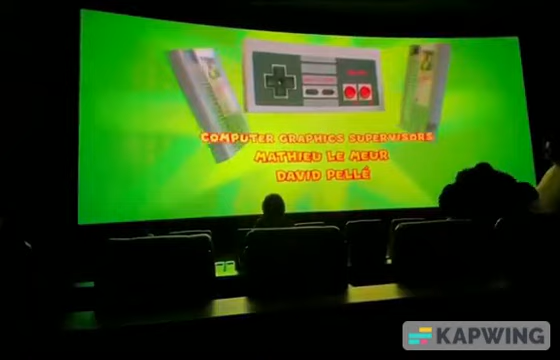 COMPUTER GRAPHICS SUPERVISORS
MATHIEU LE MEUR
DAVID PELLÉ
KAPWING